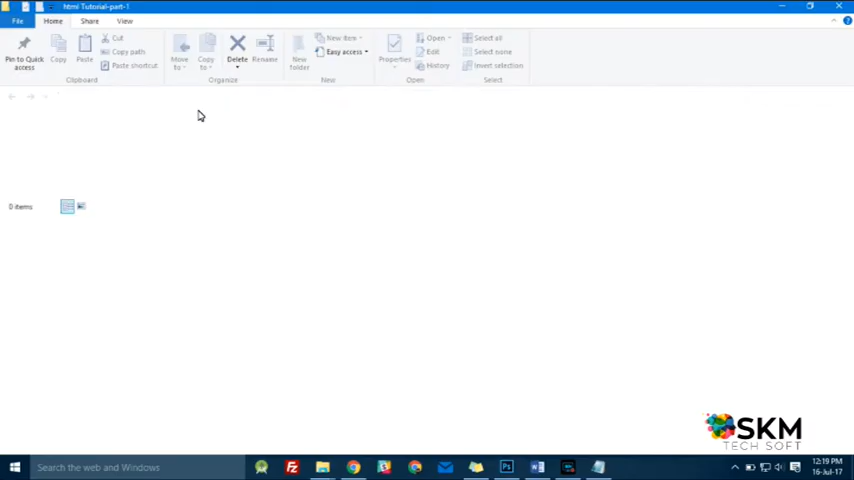 html Tutorial-part-1
File Home Share View
Pin to Quick access
Copy
Paste
Cut
Copy path
Paste shortcut
Clipboard
Move to
Copy to
Delete
Rename
Organize
New folder
New item
Easy access
New
Properties
Open
Edit
History
Open
Select all
Select none
Invert selection
Select
0 items
SKM
TECH SOFT
Search the web and Windows
12:19 PM
16-Jul-17